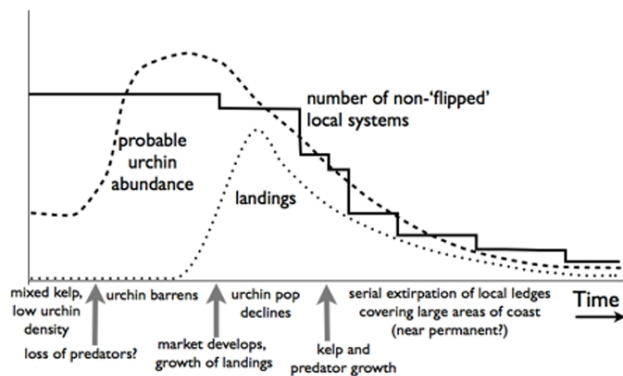 number of non-'flipped'
local systems
probable
urchin
abundance
landings
mixed kelp,
low urchin
density
urchin barrens
urchin pop
declines
serial extirpation of local ledges
covering large areas of coast
(near permanent?)
Time
loss of predators?
market develops,
growth of landings
kelp and
predator growth